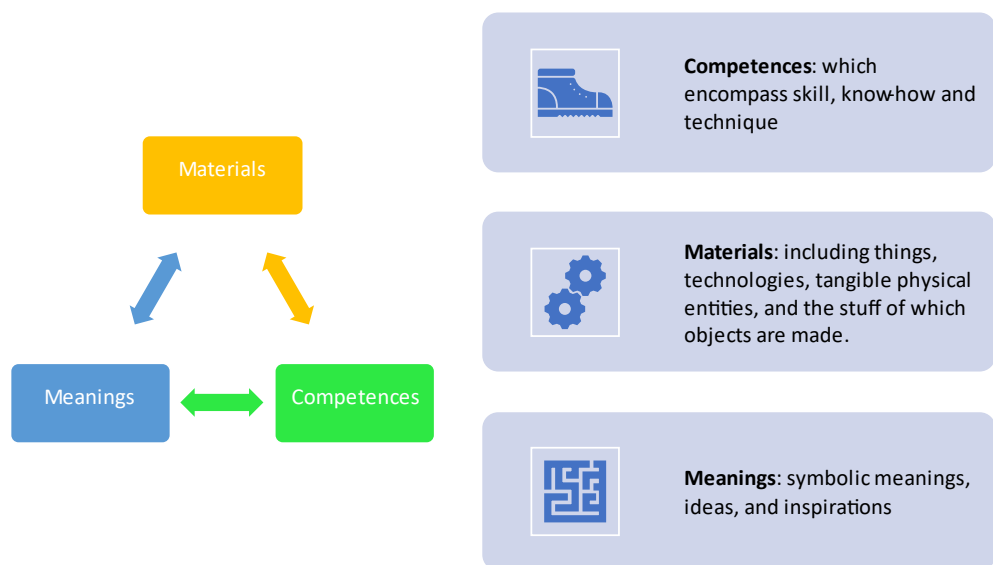 Materials
Meanings
Competences
Competences: which
encompass skill, know-how and
technique
Materials: including things,
technologies, tangible physical
entities, and the stuff of which
objects are made.
Meanings: symbolic meanings,
ideas, and inspirations